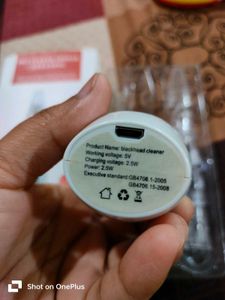 Product Name: blackhead cleaner
Working voltage: 5V
Charging voltage: 2.5W
Power: 2.5W
Executive standard:GB4706.1-2005
GB4706.15-2008
Shot on OnePlus